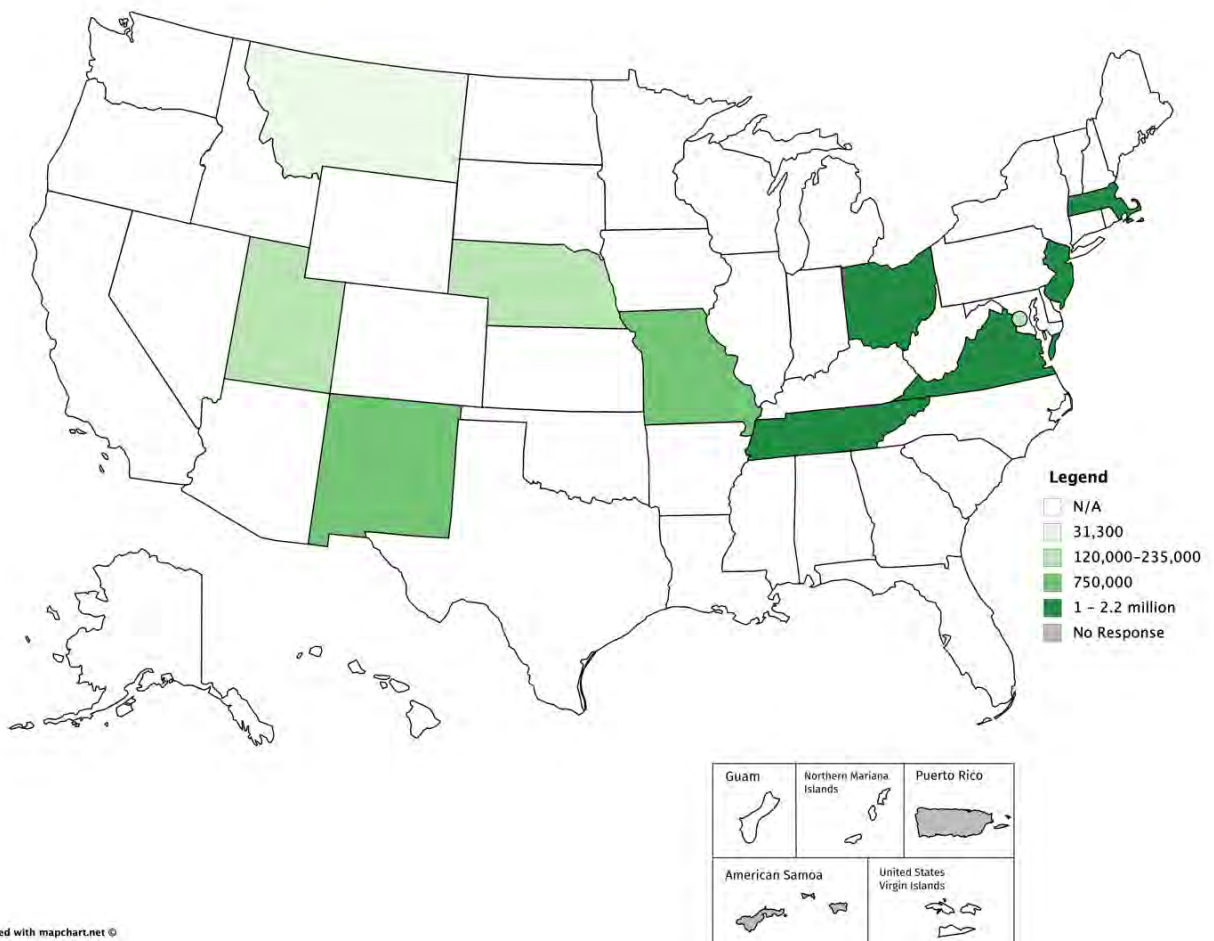 Legend
N/A
31,300
120,000-235,000
750,000
1 - 2.2 million
No Response
Guam
Northern Mariana
Islands
Puerto Rico
American Samoa
United States
Virgin Islands
ed with mapchart.net ©